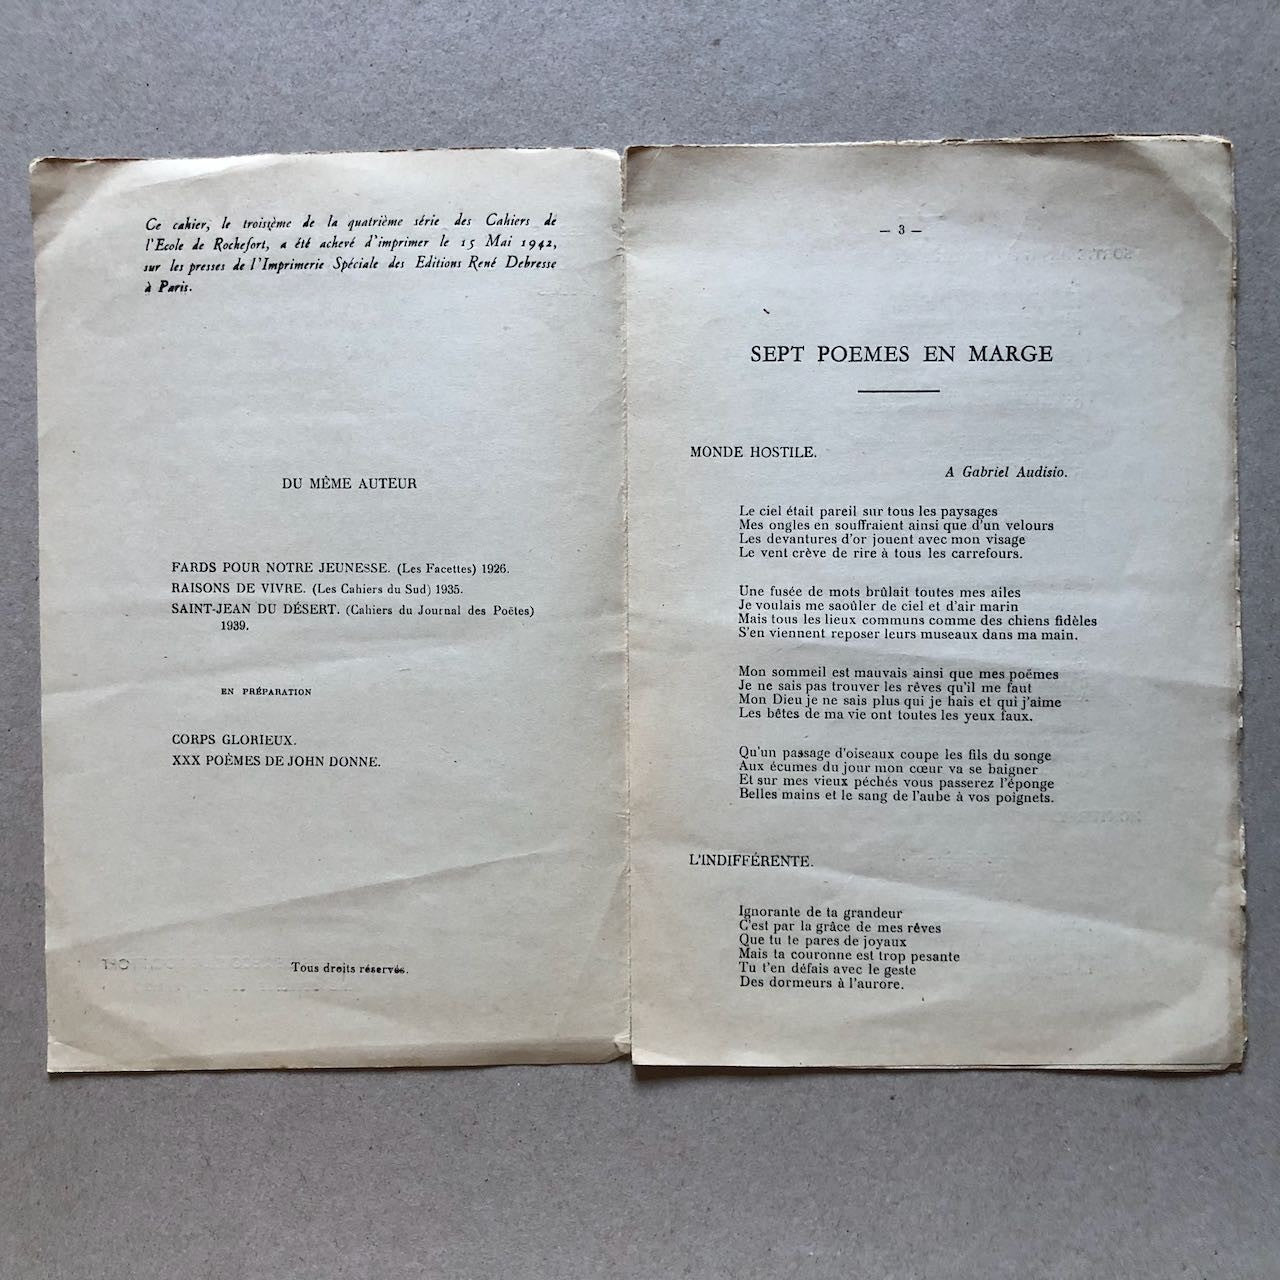 Ce cahier, le troisième de la quatrième série des Cahiers de
l'Ecole de Rochefort, a été achevé d'imprimer le 15 Mai 1942,
sur les presses de l'Imprimerie Spéciale des Editions René Debresse
à Paris.
DU MÊME AUTEUR
FARDS POUR NOTRE JEUNESSE. (Les Facettes) 1926.
RAISONS DE VIVRE. (Les Cahiers du Sud) 1935.
SAINT-JEAN DU DÉSERT. (Cahiers du Journal des Poëtes)
1939.
EN PRÉPARATION
CORPS GLORIEUX.
XXX POÈMES DE JOHN DONNE.
Tous droits réservés.
— 3 —
SEPT POEMES EN MARGE
MONDE HOSTILE.
A Gabriel Audisio.
Le ciel était pareil sur tous les paysages
Mes ongles en souffraient ainsi que d'un velours
Les devantures d'or jouent avec mon visage
Le vent crève de rire à tous les carrefours.
Une fusée de mots brûlait toutes mes ailes
Je voulais me saoûler de ciel et d'air marin
Mais tous les lieux communs comme des chiens fidèles
S'en viennent reposer leurs museaux dans ma main.
Mon sommeil est mauvais ainsi que mes poëmes
Je ne sais pas trouver les rêves qu'il me faut
Mon Dieu je ne sais plus qui je hais et qui j'aime
Les bêtes de ma vie ont toutes les yeux faux.
Qu'un passage d'oiseaux coupe les fils du songe
Aux écumes du jour mon cœur va se baigner
Et sur mes vieux péchés vous passerez l'éponge
Belles mains et le sang de l'aube à vos poignets.
L'INDIFFÉRENTE.
Ignorante de ta grandeur
C'est par la grâce de mes rêves
Que tu te pares de joyaux
Mais ta couronne est trop pesante
Tu t'en défais avec le geste
Des dormeurs à l'aurore.